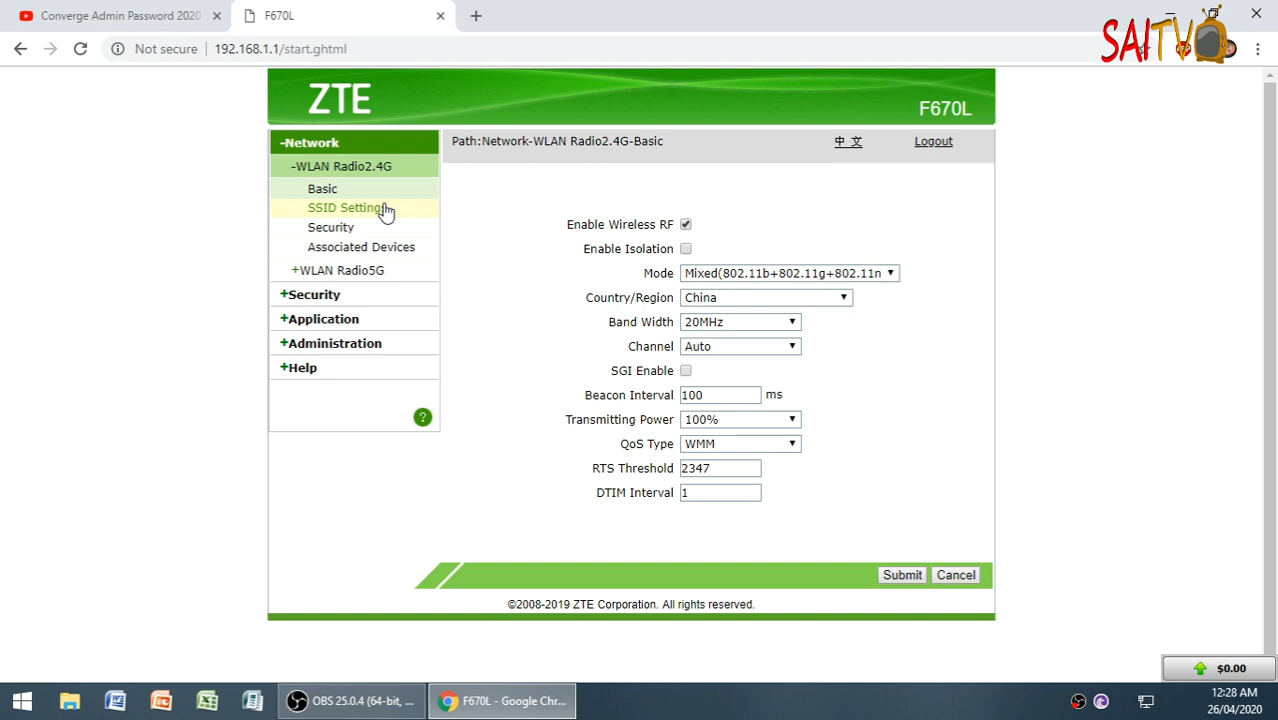 Converge Admin Password 2020
F670L
SAITV
Not secure
192.168.1.1/start.ghtml
ZTE
F670L
-Network
Path:Network-WLAN Radio2.4G-Basic
中 文
Logout
-WLAN Radio2.4G
Basic
SSID Settings
Security
Associated Devices
+WLAN Radio5G
+Security
+Application
+Administration
+Help
?
Enable Wireless RF
Enable Isolation
Mode Mixed(802.11b+802.11g+802.11n
Country/Region China
Band Width 20MHz
Channel Auto
SGI Enable
Beacon Interval 100 ms
Transmitting Power 100%
QoS Type WMM
RTS Threshold 2347
DTIM Interval 1
Submit Cancel
©2008-2019 ZTE Corporation. All rights reserved.
$0.00
OBS 25.0.4 (64-bit, ...
F670L - Google Chr...
12:28 AM
26/04/2020